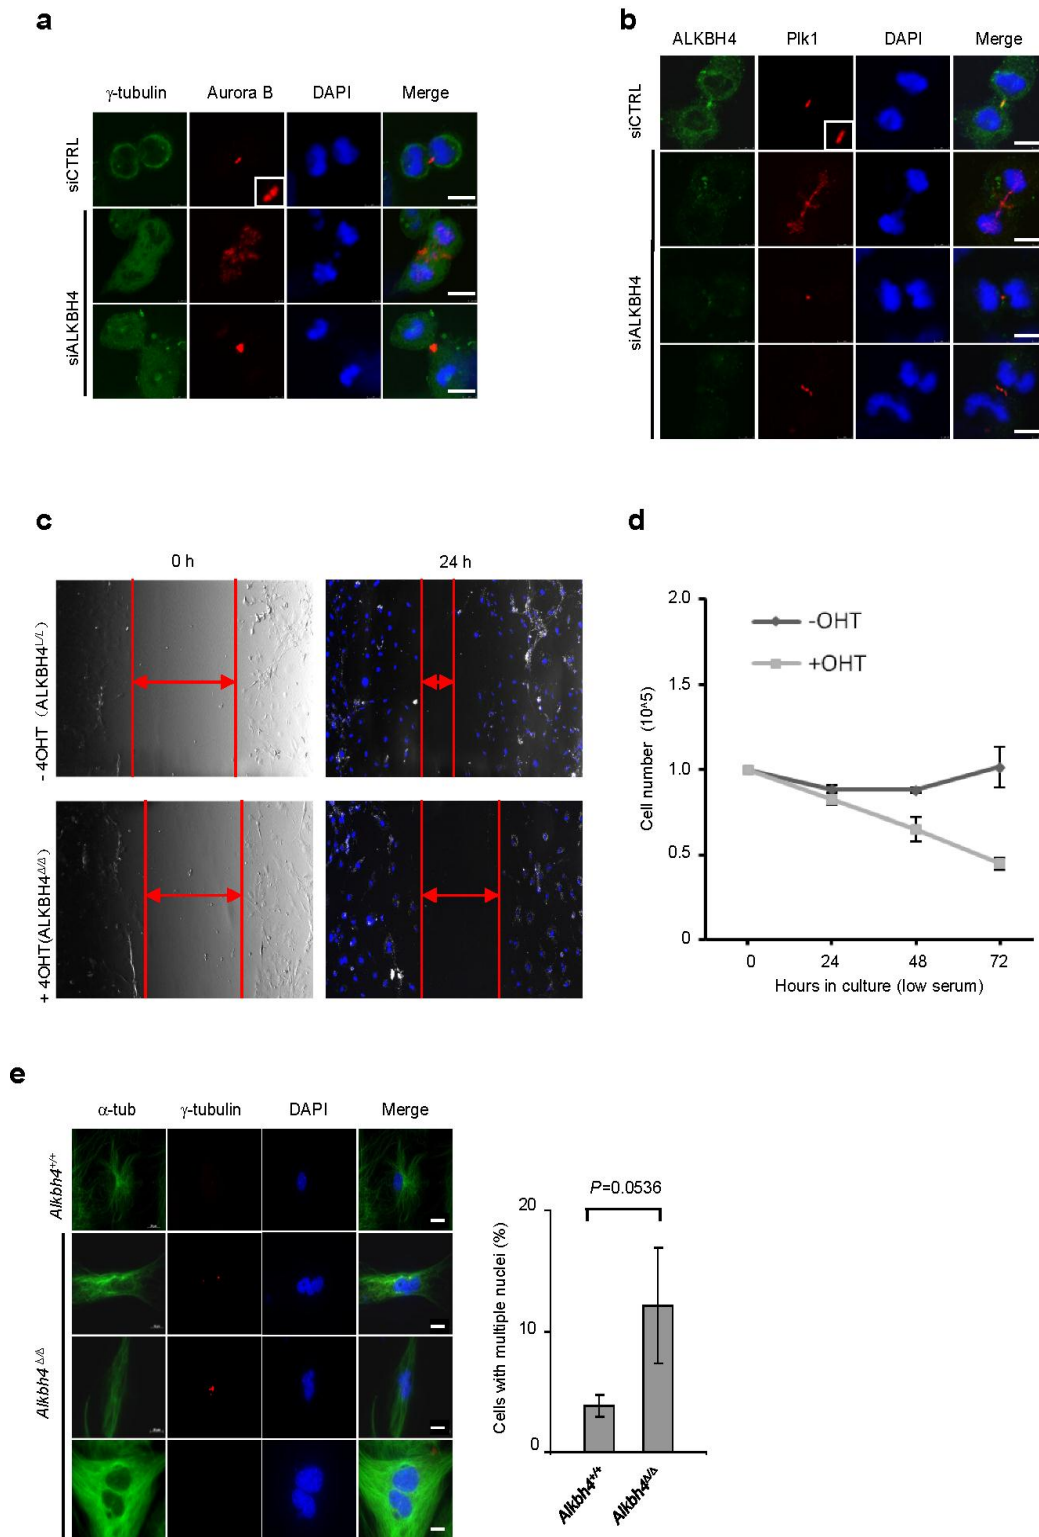 a
γ-tubulin Aurora B DAPI Merge
siCTRL
siALKBH4
b
ALKBH4 Plk1 DAPI Merge
siCTRL
siALKBH4
c
0 h 24 h
- 4OHT (ALKBH4L/L)
+ 4OHT(ALKBH4Δ/Δ)
d
2.0
1.5
1.0
0.5
0
Cell number (10^5)
-OHT
+OHT
0 24 48 72
Hours in culture (low serum)
e
α-tub γ-tubulin DAPI Merge
Alkbh4+/+
Alkbh4 Δ/Δ
P=0.0536
20
10
0
Cells with multiple nuclei (%)
Alkbh4+/+
Alkbh4Δ/Δ